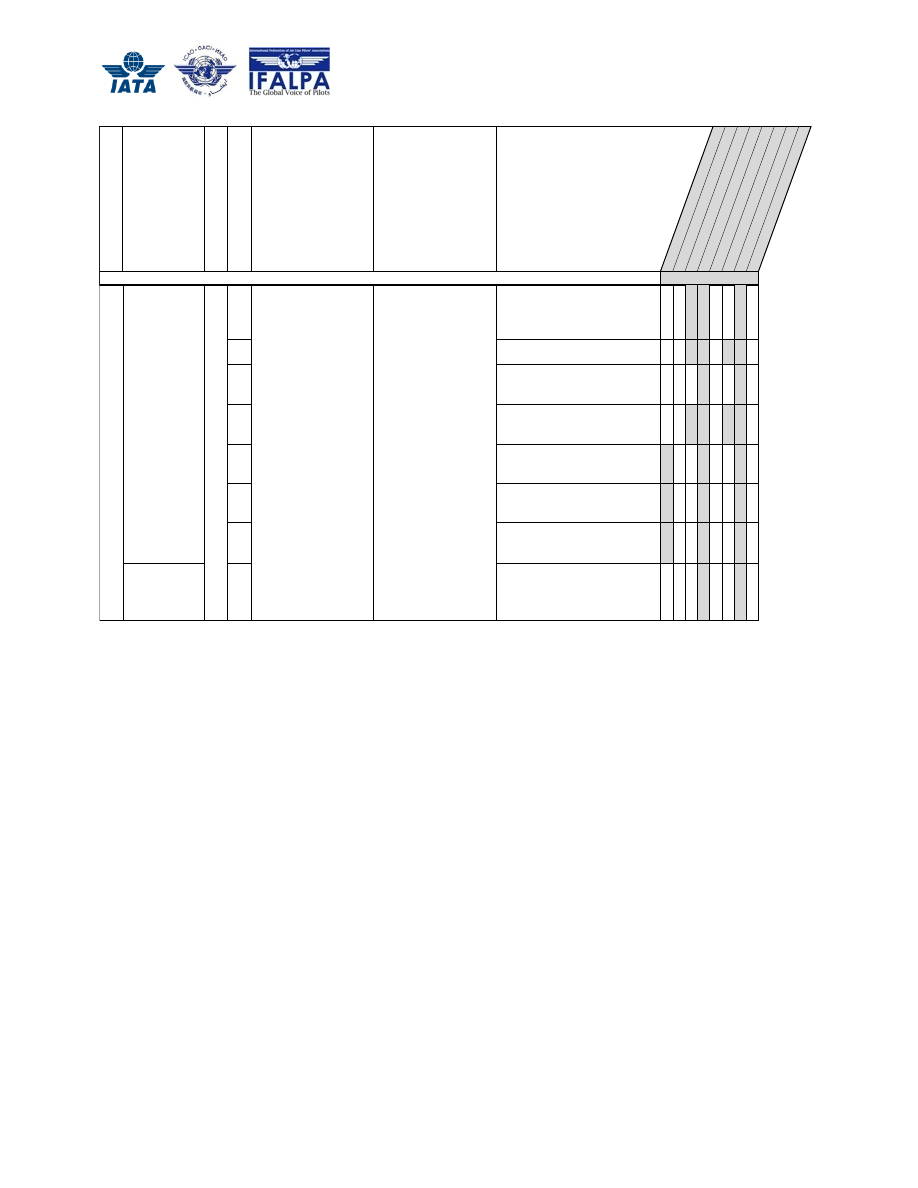 IATA
ICAO · OACI · ИКАО
International Federation of Air Line Pilots' Associations
IFALPA
The Global Voice of Pilots